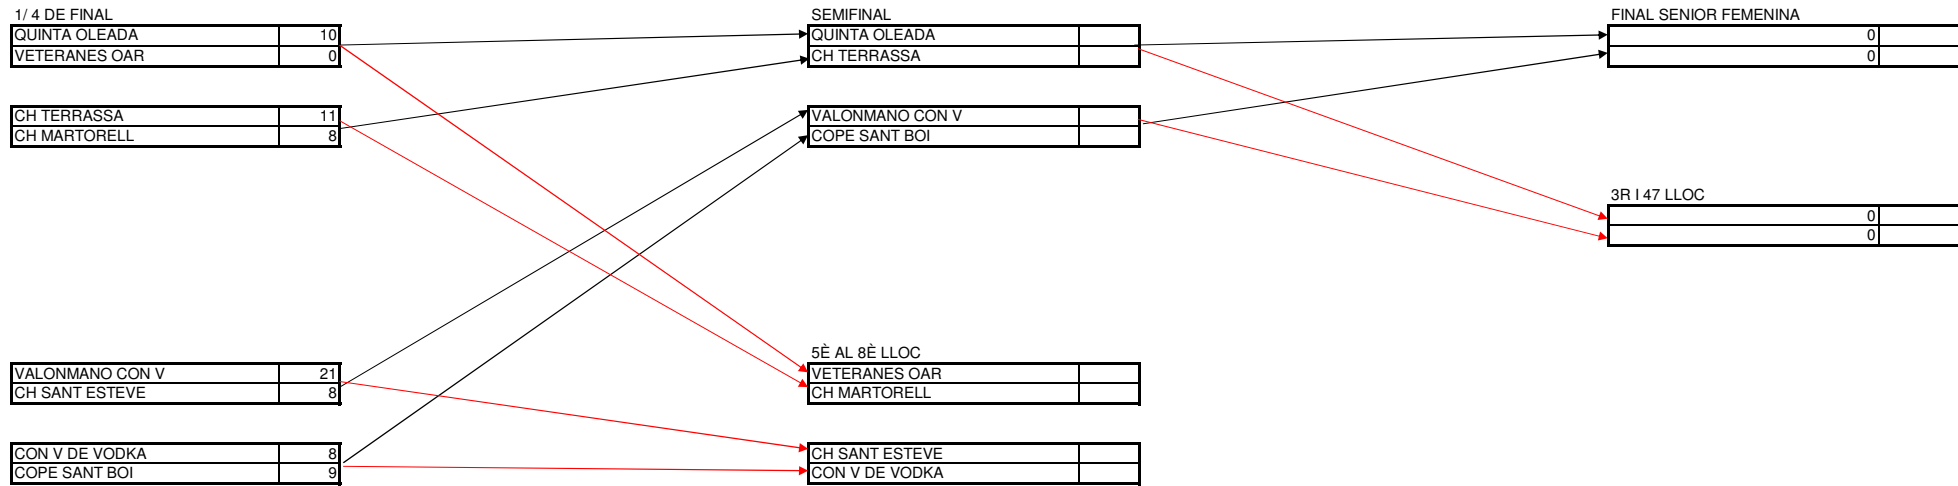 1/ 4 DE FINAL
QUINTA OLEADA 10
VETERANES OAR 0
CH TERRASSA 11
CH MARTORELL 8
VALONMANO CON V 21
CH SANT ESTEVE 8
CON V DE VODKA 8
COPE SANT BOI 9
SEMIFINAL
QUINTA OLEADA
CH TERRASSA
VALONMANO CON V
COPE SANT BOI
5È AL 8È LLOC
VETERANES OAR
CH MARTORELL
CH SANT ESTEVE
CON V DE VODKA
FINAL SENIOR FEMENINA
0
0
3R I 47 LLOC
0
0